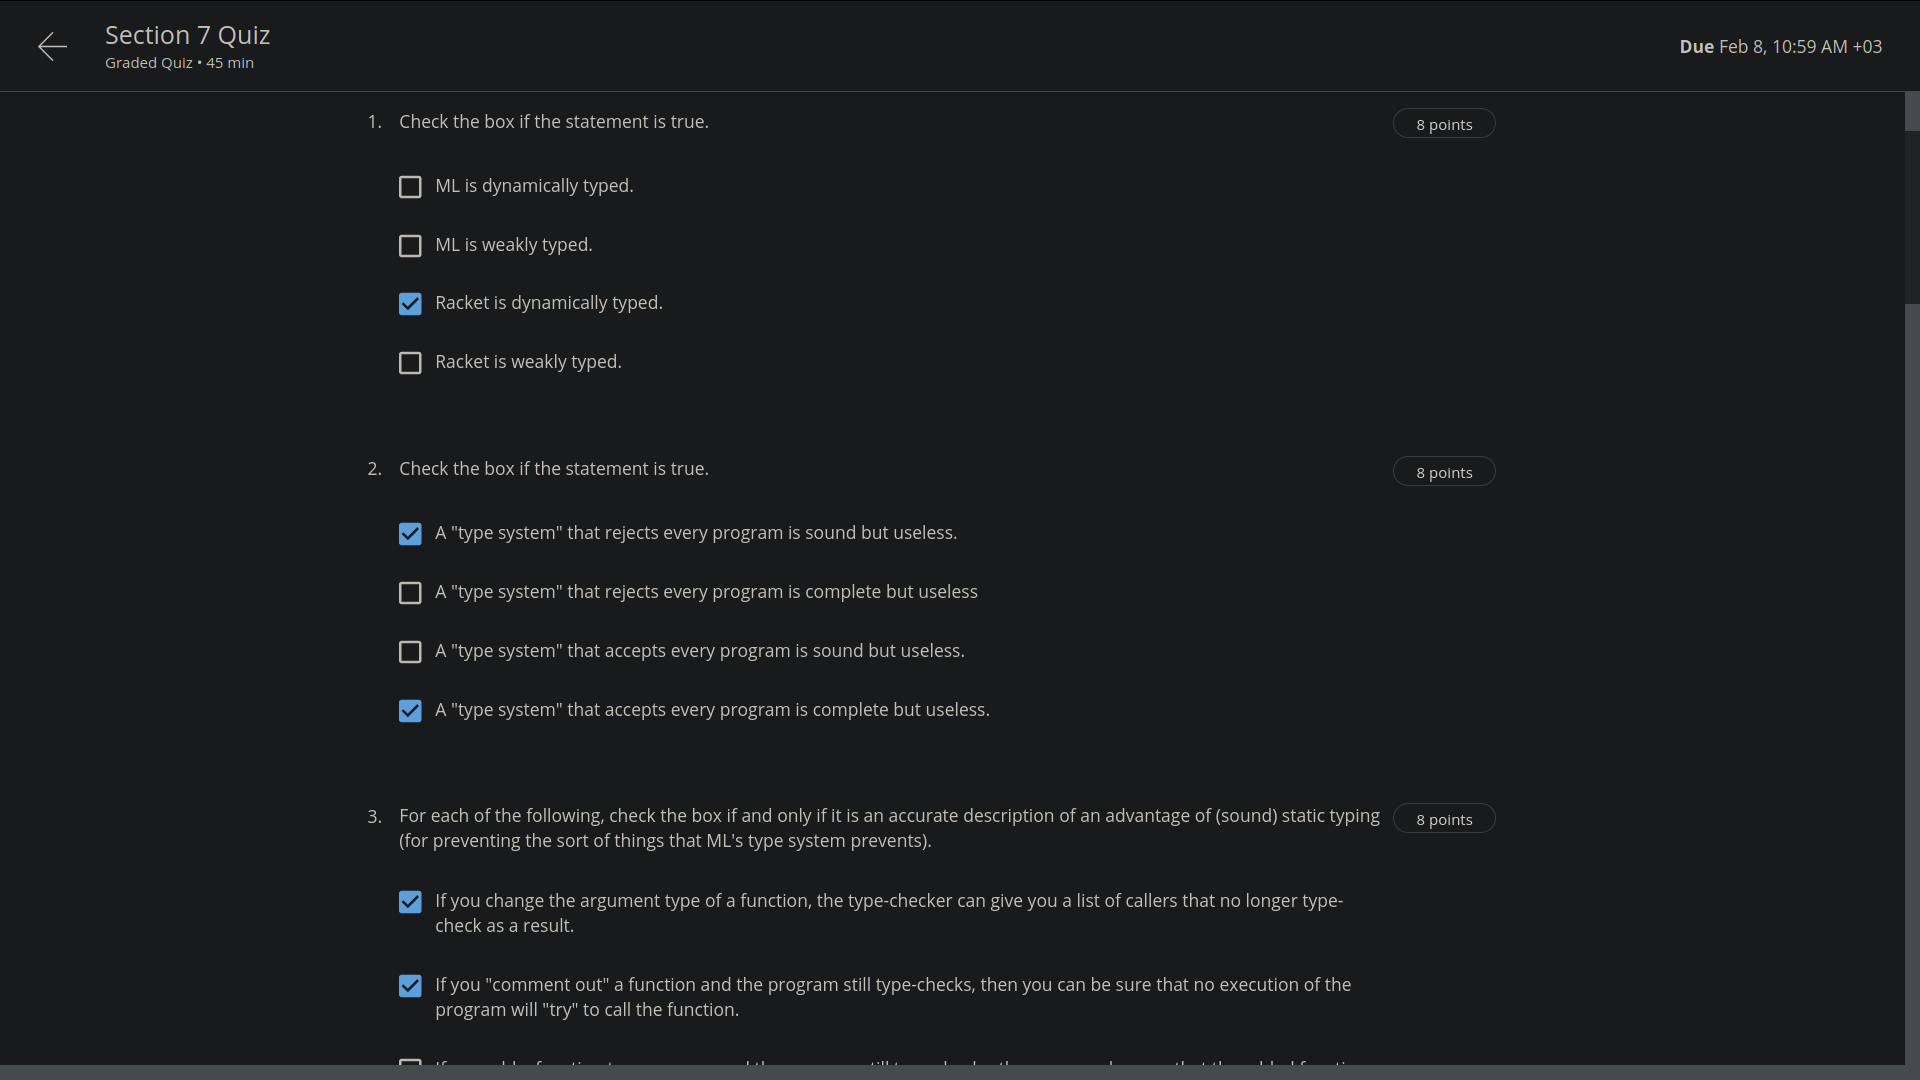 Section 7 Quiz
Graded Quiz • 45 min
Due Feb 8, 10:59 AM +03
1. Check the box if the statement is true.
8 points
ML is dynamically typed.
ML is weakly typed.
Racket is dynamically typed.
Racket is weakly typed.
2. Check the box if the statement is true.
8 points
A "type system" that rejects every program is sound but useless.
A "type system" that rejects every program is complete but useless
A "type system" that accepts every program is sound but useless.
A "type system" that accepts every program is complete but useless.
3. For each of the following, check the box if and only if it is an accurate description of an advantage of (sound) static typing
(for preventing the sort of things that ML's type system prevents).
8 points
If you change the argument type of a function, the type-checker can give you a list of callers that no longer type-
check as a result.
If you "comment out" a function and the program still type-checks, then you can be sure that no execution of the
program will "try" to call the function.